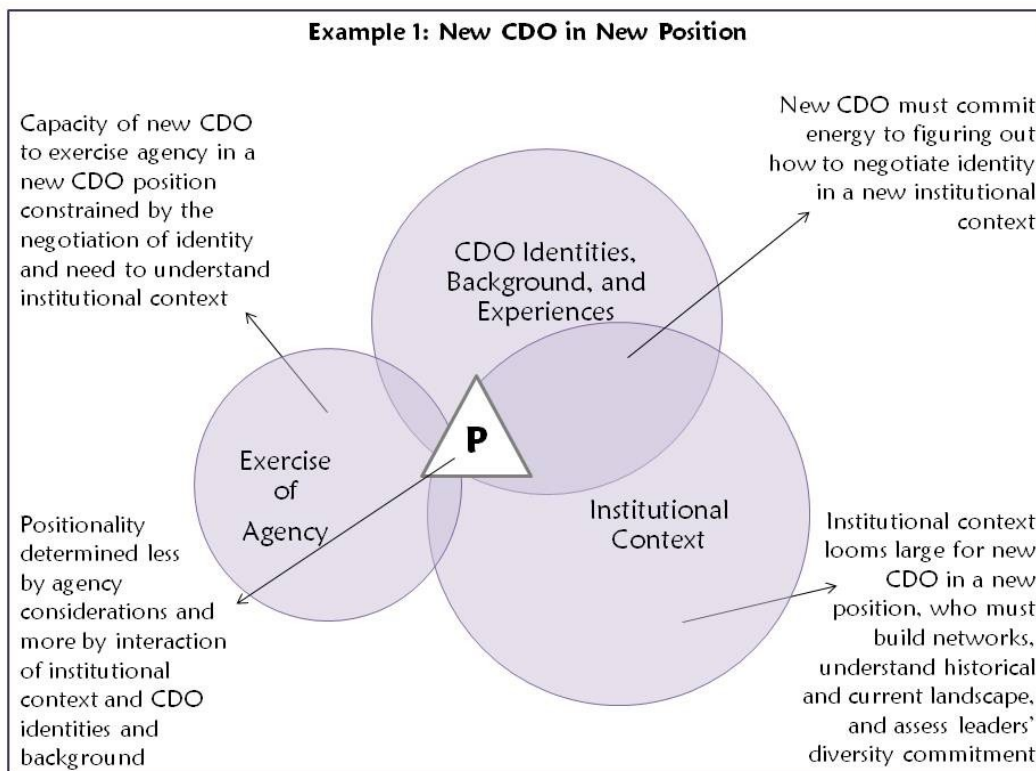 Example 1: New CDO in New Position
Capacity of new CDO
to exercise agency in a
new CDO position
constrained by the
negotiation of identity
and need to understand
institutional context
New CDO must commit
energy to figuring out
how to negotiate identity
in a new institutional
context
CDO Identities,
Background, and
Experiences
P
Exercise
of
Agency
Institutional
Context
Positionality
determined less
by agency
considerations and
more by interaction
of institutional
context and CDO
identities and
background
Institutional context
looms large for new
CDO in a new
position, who must
build networks,
understand historical
and current landscape,
and assess leaders'
diversity commitment